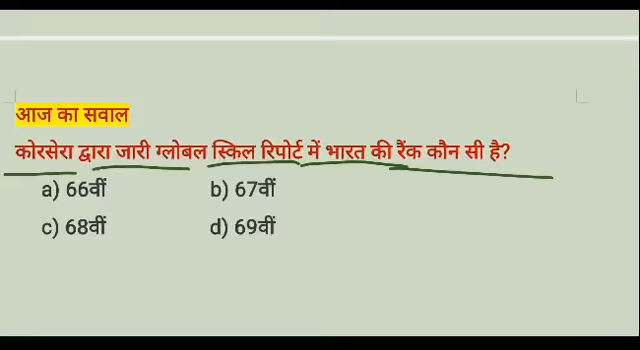 आज का सवाल
कोरसेरा द्वारा जारी ग्लोबल स्किल रिपोर्ट में भारत की रैंक कौन सी है?
a) 66वीं b) 67वीं
c) 68वीं d) 69वीं